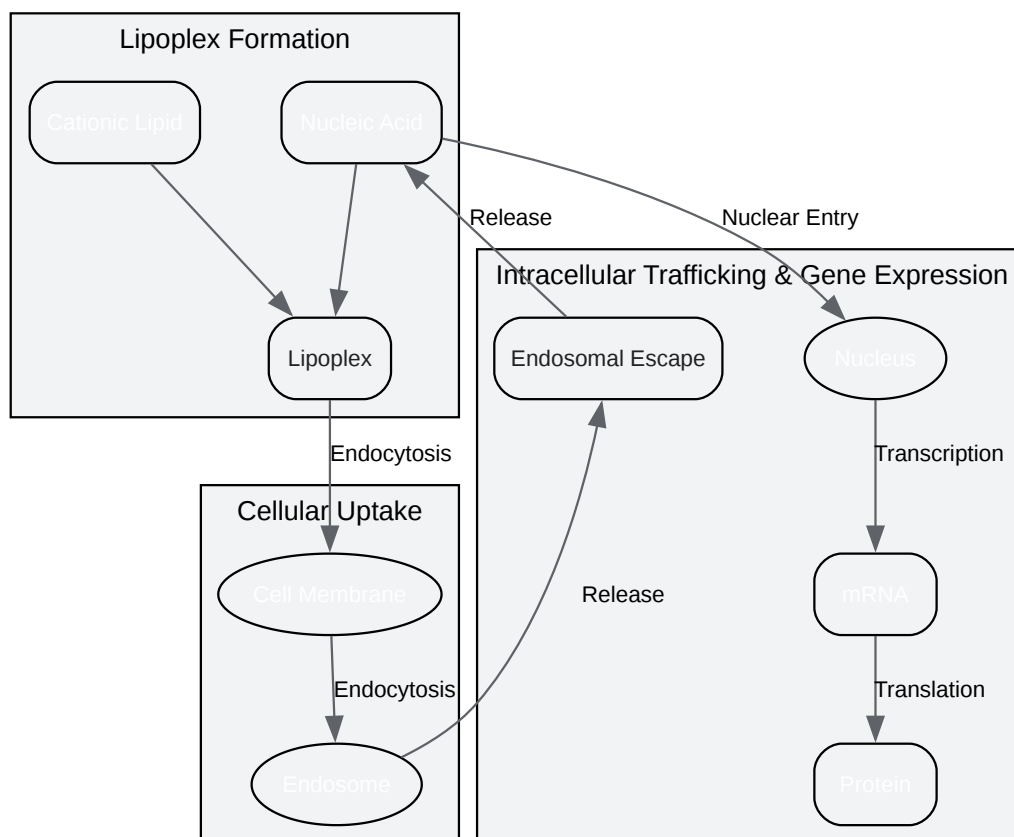 Lipoplex Formation
Cationic Lipid
Nucleic Acid
Release
Nuclear Entry
Intracellular Trafficking & Gene Expression
Lipoplex
Endosomal Escape
Nucleus
Endocytosis
Transcription
Cellular Uptake
Cell Membrane
Release
mRNA
Endocytosis
Translation
Endosome
Protein